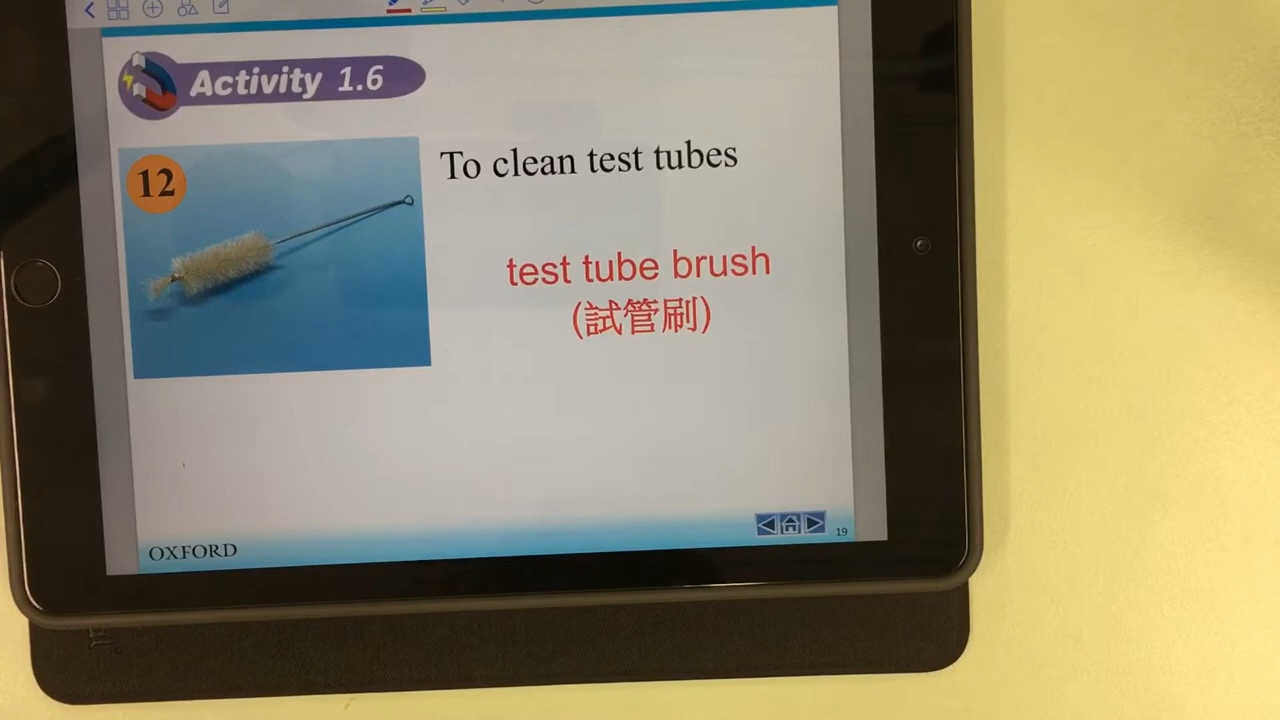 Activity 1.6
12
To clean test tubes
test tube brush
(試管刷)
OXFORD
19